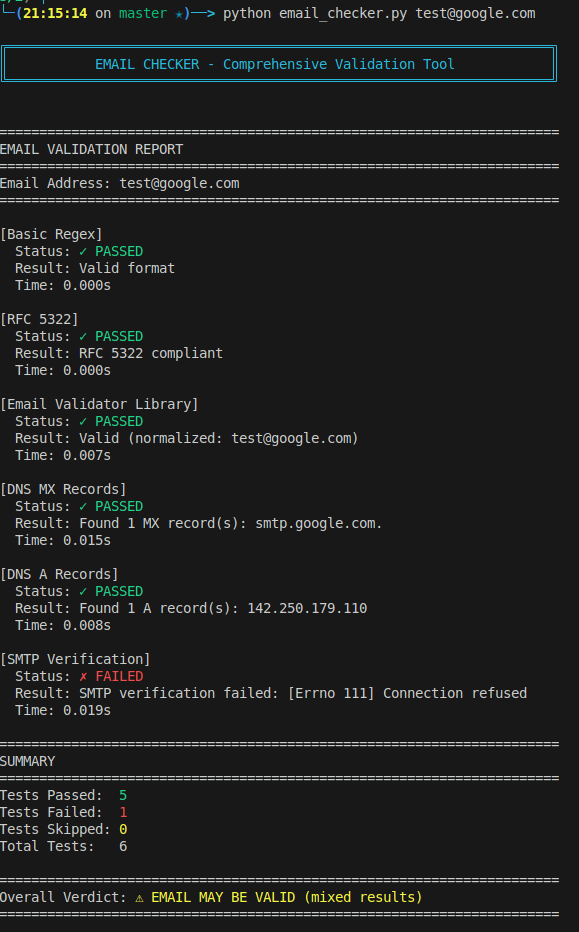 (21:15:14 on master ★)──> python email_checker.py test@google.com
EMAIL CHECKER - Comprehensive Validation Tool
======================================================================
EMAIL VALIDATION REPORT
======================================================================
Email Address: test@google.com
======================================================================
[Basic Regex]
Status: ✓ PASSED
Result: Valid format
Time: 0.000s
[RFC 5322]
Status: ✓ PASSED
Result: RFC 5322 compliant
Time: 0.000s
[Email Validator Library]
Status: ✓ PASSED
Result: Valid (normalized: test@google.com)
Time: 0.007s
[DNS MX Records]
Status: ✓ PASSED
Result: Found 1 MX record(s): smtp.google.com.
Time: 0.015s
[DNS A Records]
Status: ✓ PASSED
Result: Found 1 A record(s): 142.250.179.110
Time: 0.008s
[SMTP Verification]
Status: ✗ FAILED
Result: SMTP verification failed: [Errno 111] Connection refused
Time: 0.019s
======================================================================
SUMMARY
======================================================================
Tests Passed: 5
Tests Failed: 1
Tests Skipped: 0
Total Tests: 6
======================================================================
Overall Verdict: ⚠ EMAIL MAY BE VALID (mixed results)
======================================================================